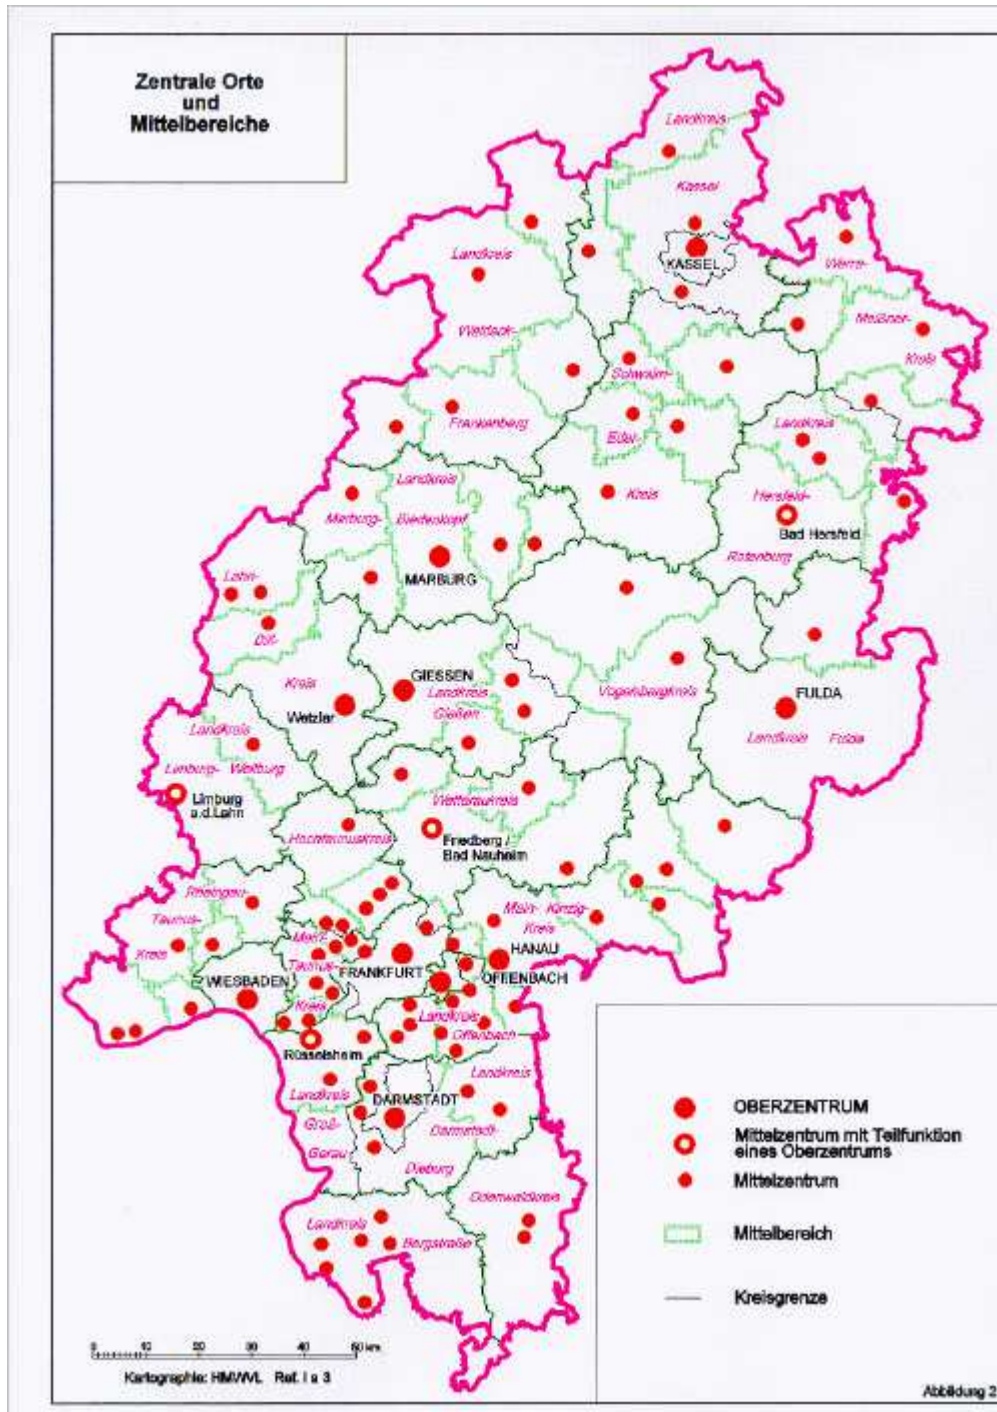 Zentrale Orte
und
Mittelbereiche
Landkreis
Kassel
KASSEL
Werra-
Meißner-
Kreis
Landkreis
Waldeck-
Frankenberg
Schwalm-
Eder-
Kreis
Landkreis
Hersfeld-
Bad Hersfeld
Rotenburg
Landkreis
Marburg-
Biedenkopf
MARBURG
Lahn-
Dill-
Kreis
Wetzlar
GIESSEN
Landkreis
Gießen
Vogelsbergkreis
FULDA
Landkreis Fulda
Landkreis
Limburg- Weilburg
Limburg
a.d.Lahn
Wetteraukreis
Friedberg /
Bad Nauheim
Hochtaunuskreis
Rheingau-
Taunus-
Kreis
Main- Kinzig-
Kreis
HANAU
Main-
Taunus-
Kreis
FRANKFURT
OFFENBACH
WIESBADEN
Landkreis
Offenbach
Rüsselsheim
Landkreis
Groß-
Gerau
DARMSTADT
Landkreis
Darmstadt-
Dieburg
Odenwaldkreis
Landkreis
Bergstraße
OBERZENTRUM
Mittelzentrum mit Teilfunktion
eines Oberzentrums
Mittelzentrum
Mittelbereich
Kreisgrenze
0 10 20 30 40 50 km
Kartographie: HMWVL Ref. I a 3
Abbildung 2